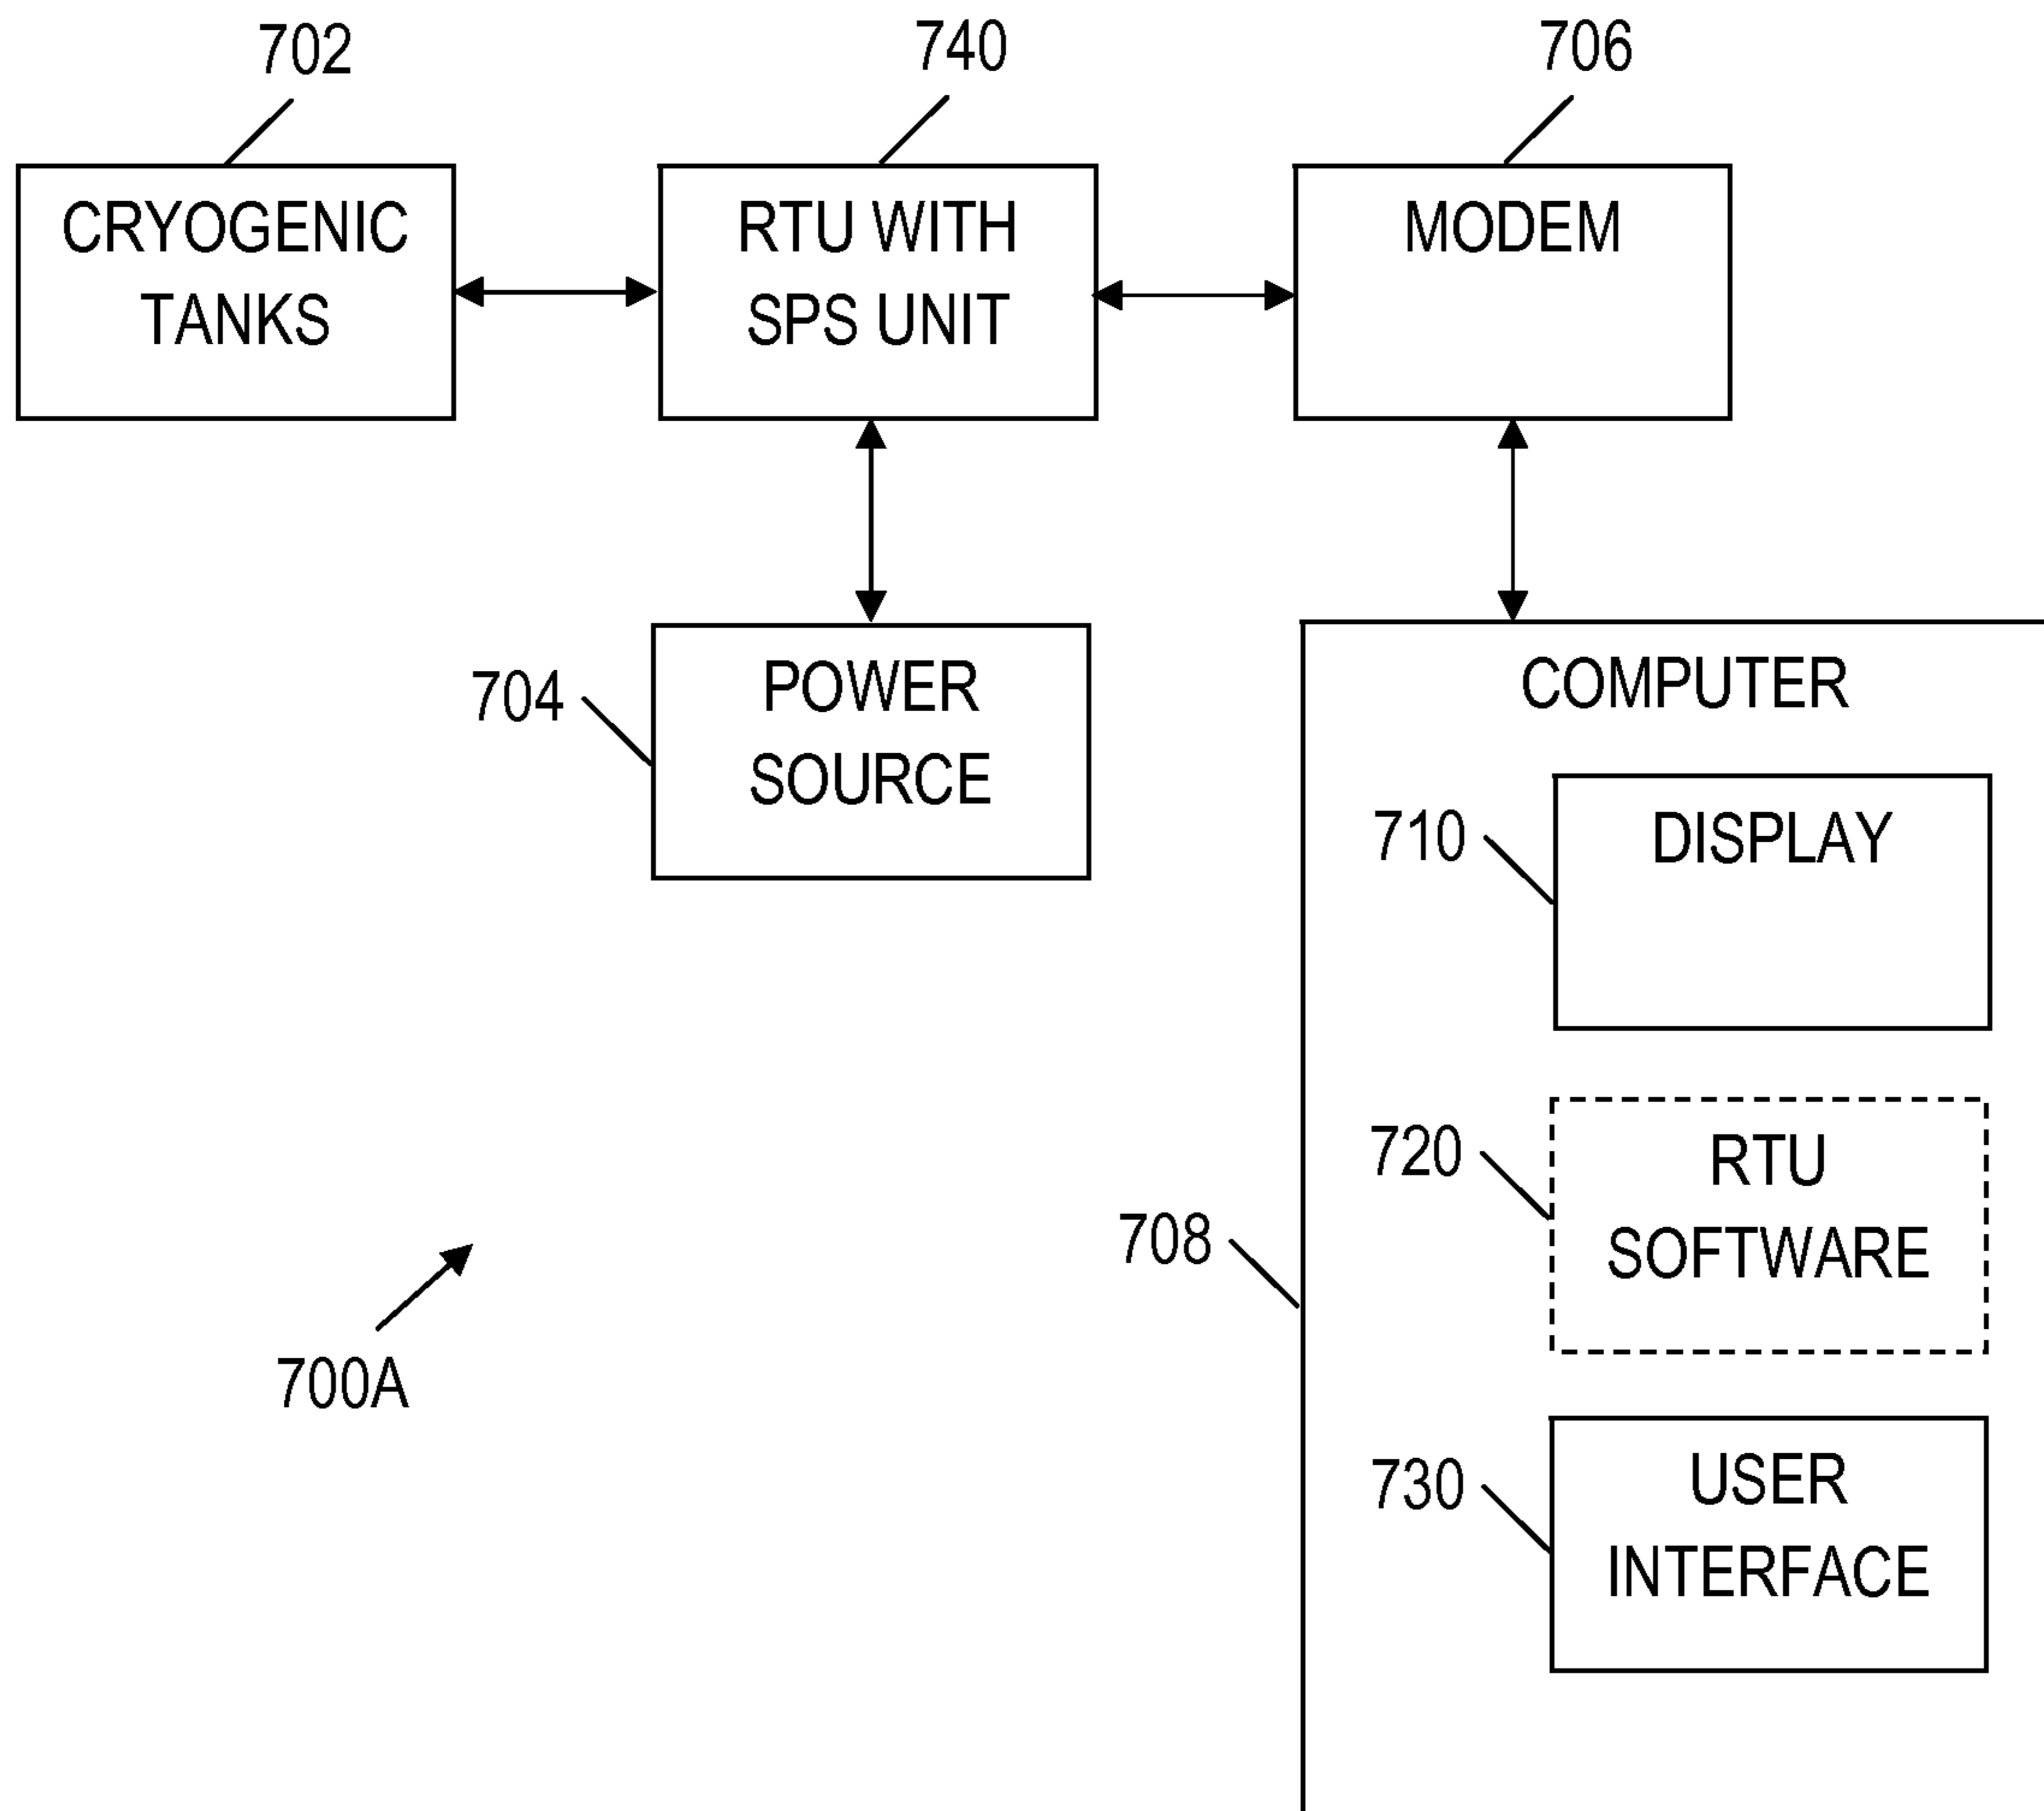 702
740
706
CRYOGENIC
TANKS
RTU WITH
SPS UNIT
MODEM
704
POWER
SOURCE
COMPUTER
710
DISPLAY
720
RTU
SOFTWARE
708
700A
730
USER
INTERFACE